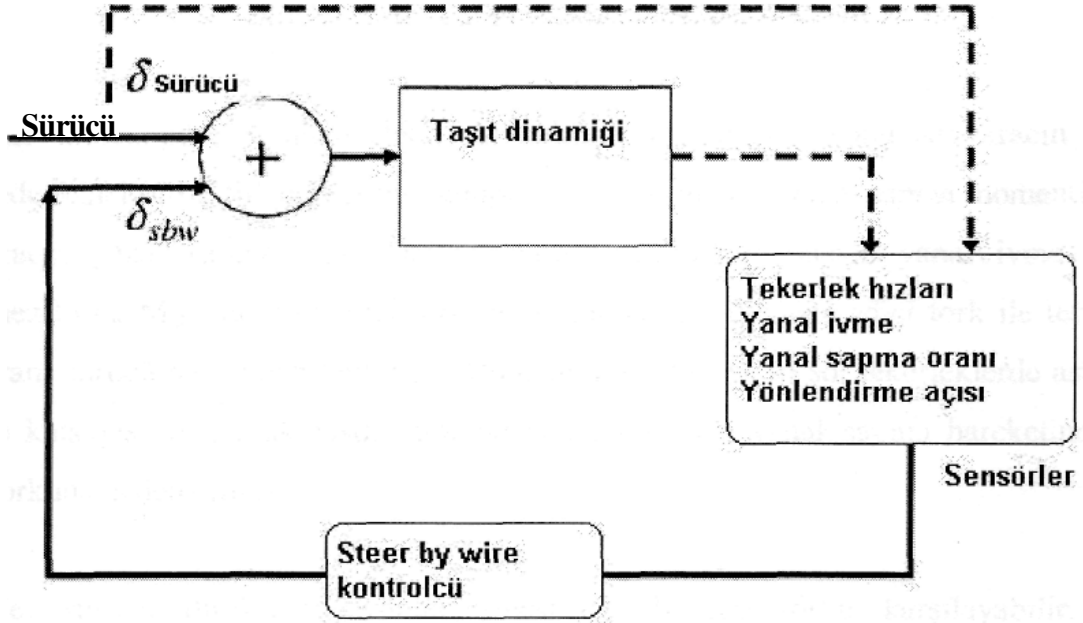 δ Sürücü
Sürücü
+
Taşıt dinamiği
δsbw
Tekerlek hızları
Yanal ivme
Yanal sapma oranı
Yönlendirme açısı
Sensörler
Steer by wire
kontrolcü